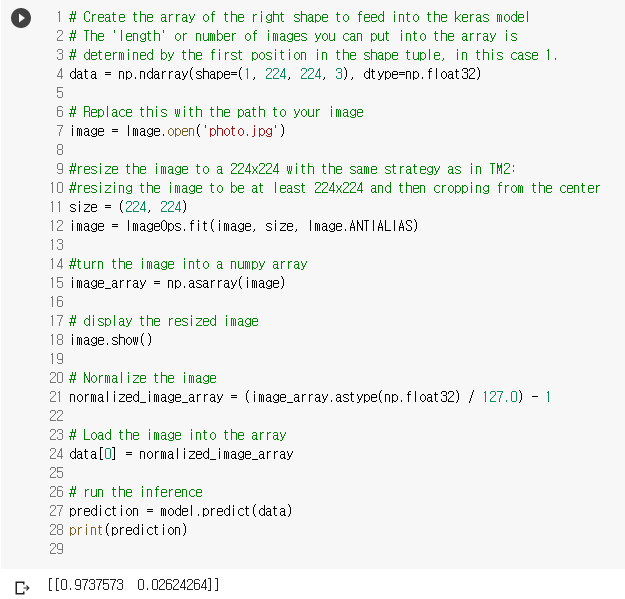 1 # Create the array of the right shape to feed into the keras model
2 # The 'length' or number of images you can put into the array is
3 # determined by the first position in the shape tuple, in this case 1.
4 data = np.ndarray(shape=(1, 224, 224, 3), dtype=np.float32)
5
6 # Replace this with the path to your image
7 image = Image.open('photo.jpg')
8
9 #resize the image to a 224x224 with the same strategy as in TM2:
10 #resizing the image to be at least 224x224 and then cropping from the center
11 size = (224, 224)
12 image = ImageOps.fit(image, size, Image.ANTIALIAS)
13
14 #turn the image into a numpy array
15 image_array = np.asarray(image)
16
17 # display the resized image
18 image.show()
19
20 # Normalize the image
21 normalized_image_array = (image_array.astype(np.float32) / 127.0) - 1
22
23 # Load the image into the array
24 data[0] = normalized_image_array
25
26 # run the inference
27 prediction = model.predict(data)
28 print(prediction)
29
[[0.9737573  0.02624264]]